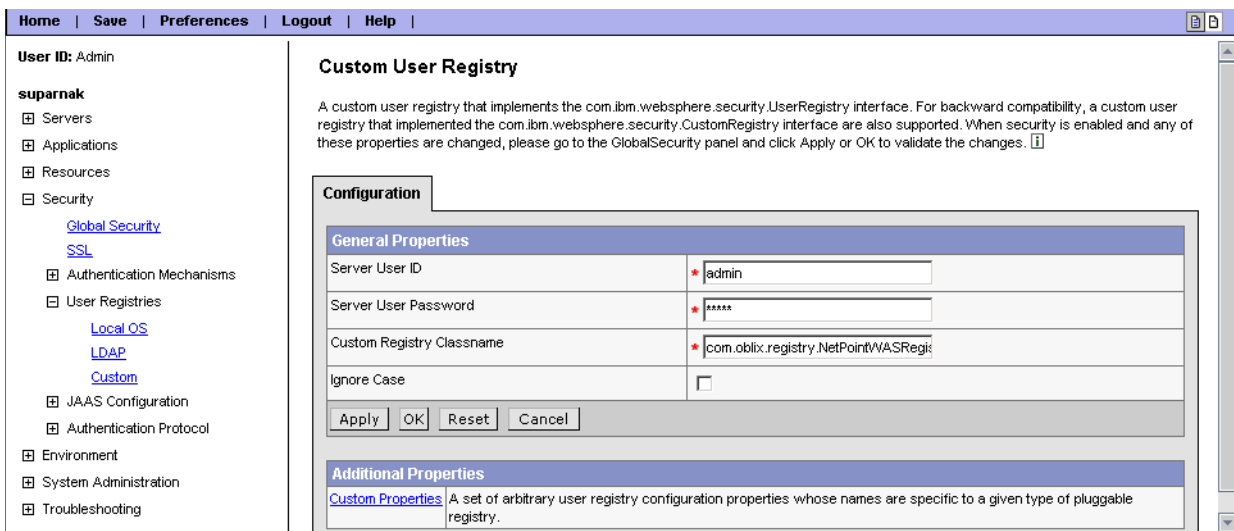 Home | Save | Preferences | Logout | Help |
User ID: Admin
suparnak
Servers
Applications
Resources
Security
Global Security
SSL
Authentication Mechanisms
User Registries
Local OS
LDAP
Custom
JAAS Configuration
Authentication Protocol
Environment
System Administration
Troubleshooting
Custom User Registry
A custom user registry that implements the com.ibm.websphere.security.UserRegistry interface. For backward compatibility, a custom user
registry that implemented the com.ibm.websphere.security.CustomRegistry interface are also supported. When security is enabled and any of
these properties are changed, please go to the GlobalSecurity panel and click Apply or OK to validate the changes. i
Configuration
General Properties
Server User ID * admin
Server User Password * *****
Custom Registry Classname * com.oblix.registry.NetPointWASRegis
Ignore Case
Apply OK Reset Cancel
Additional Properties
Custom Properties A set of arbitrary user registry configuration properties whose names are specific to a given type of pluggable
registry.